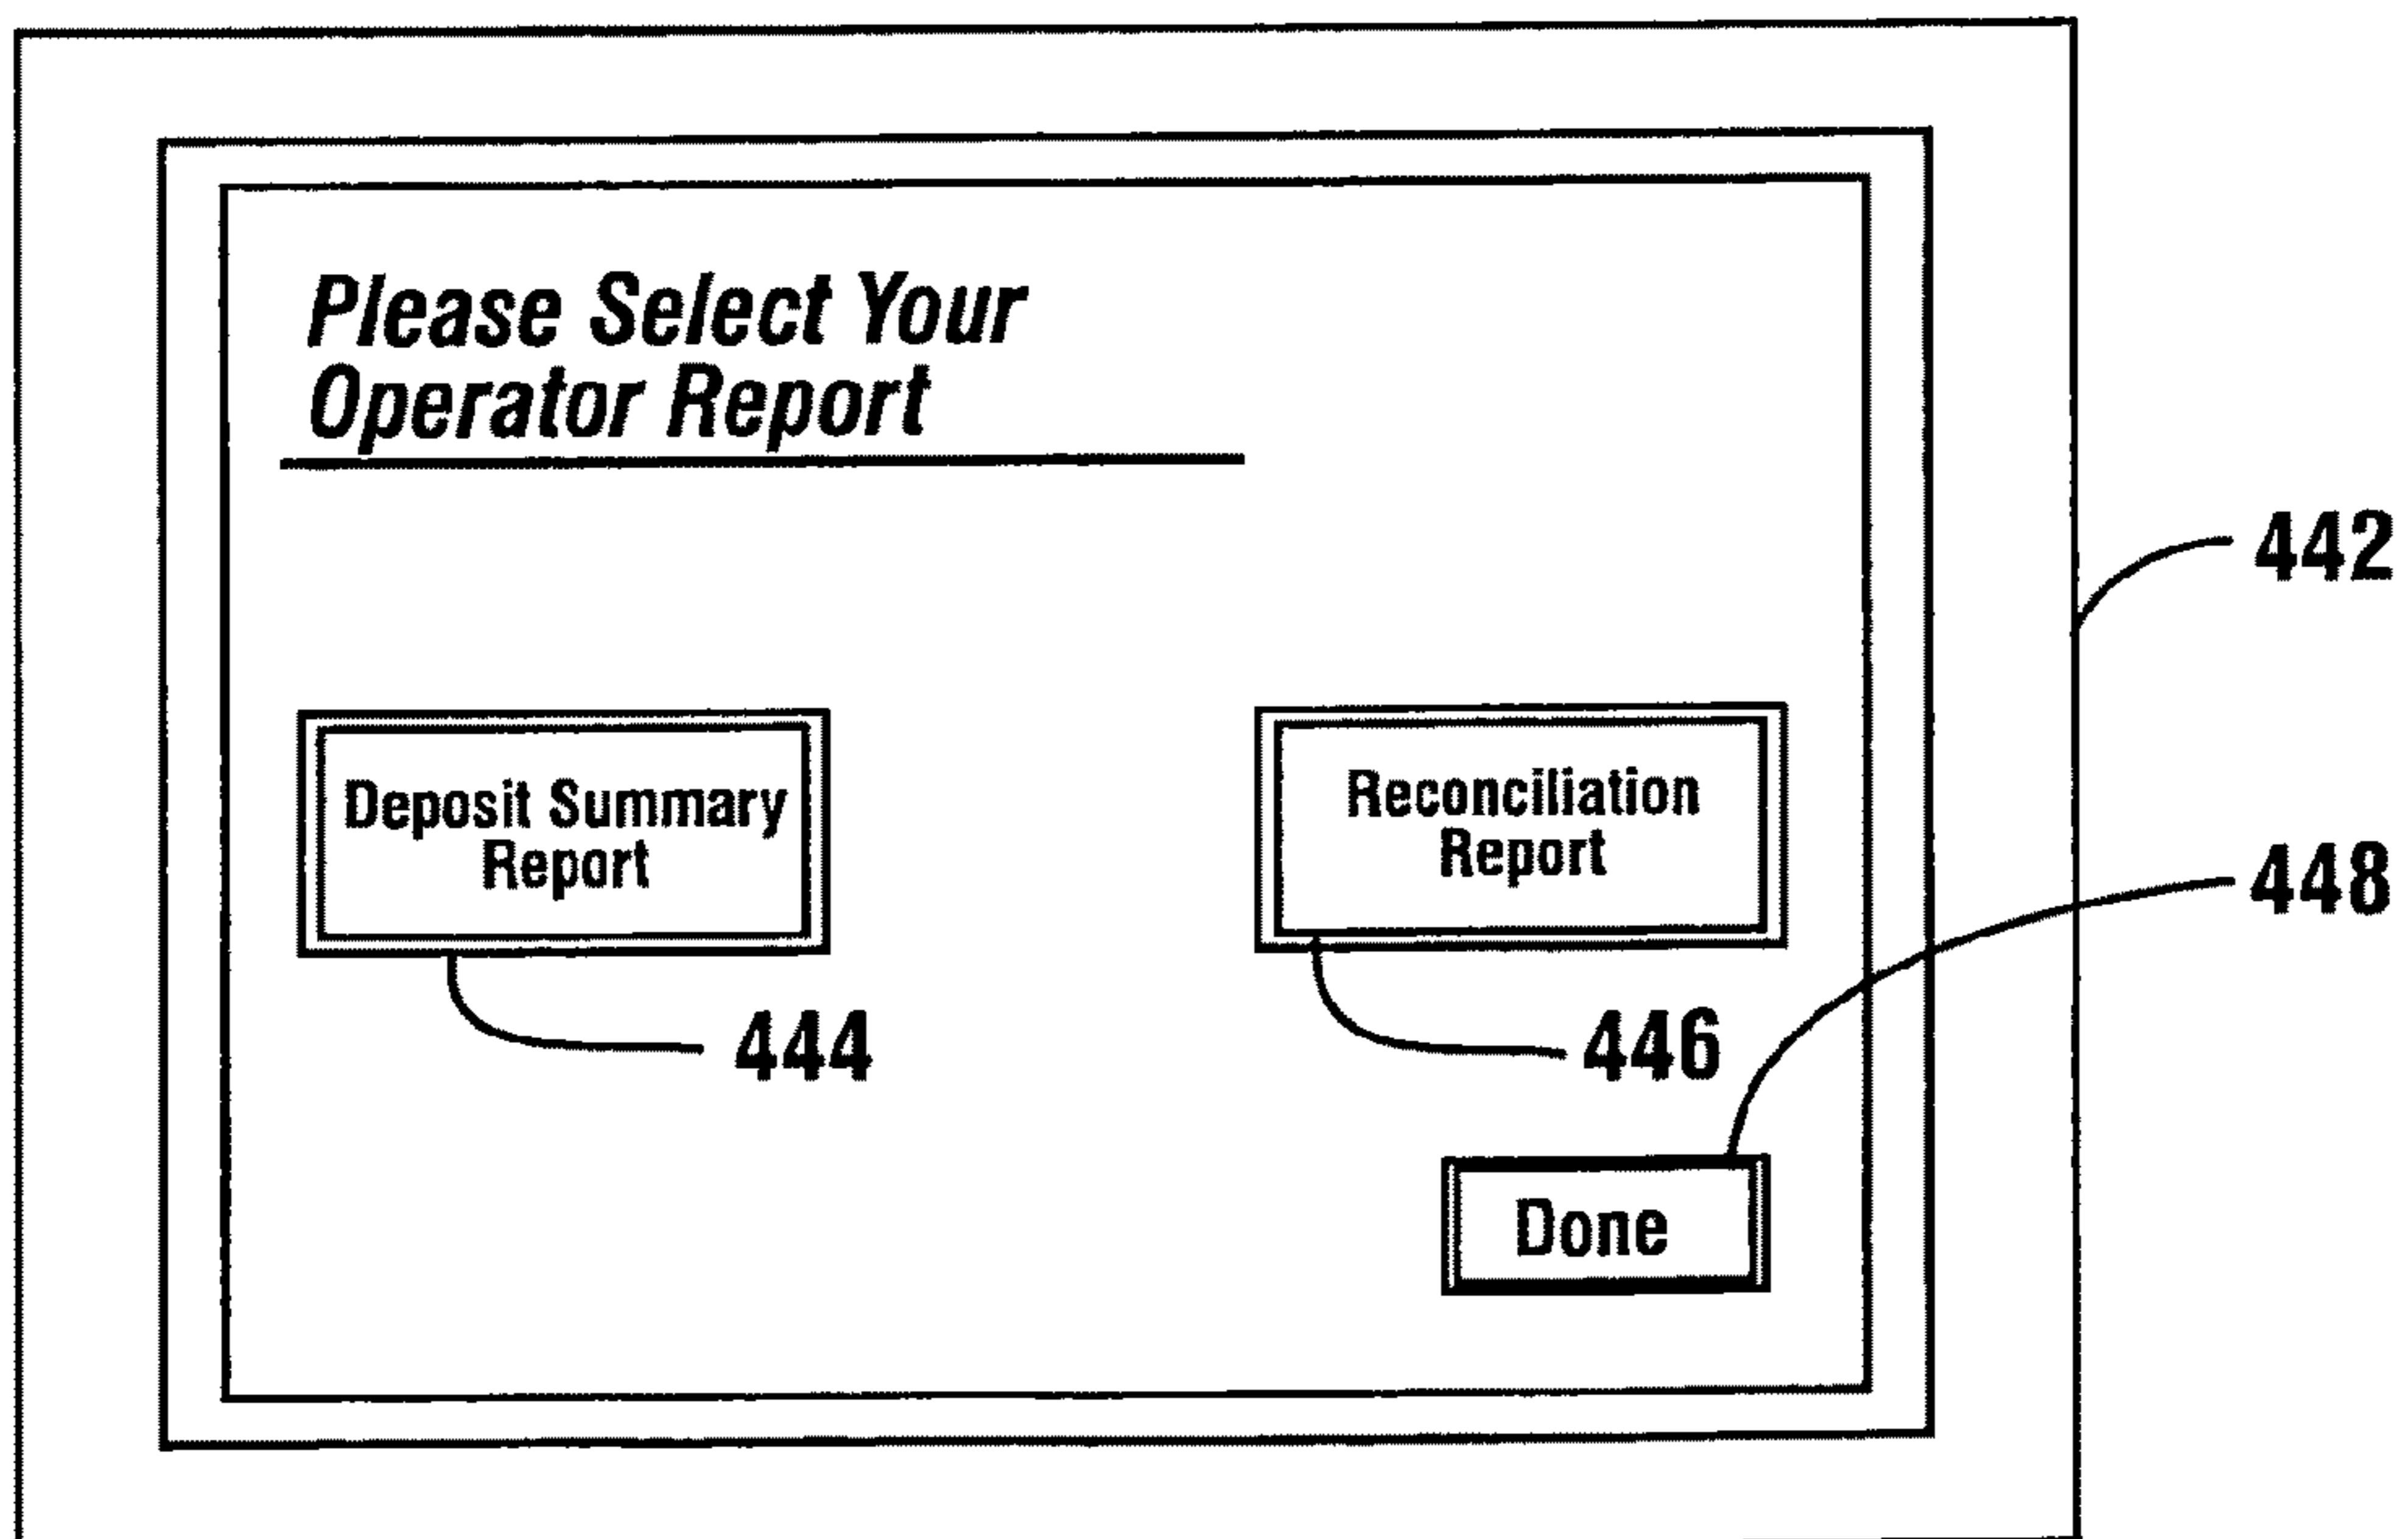 Please Select Your
Operator Report
442
Deposit Summary
Report
Reconciliation
Report
448
444
446
Done